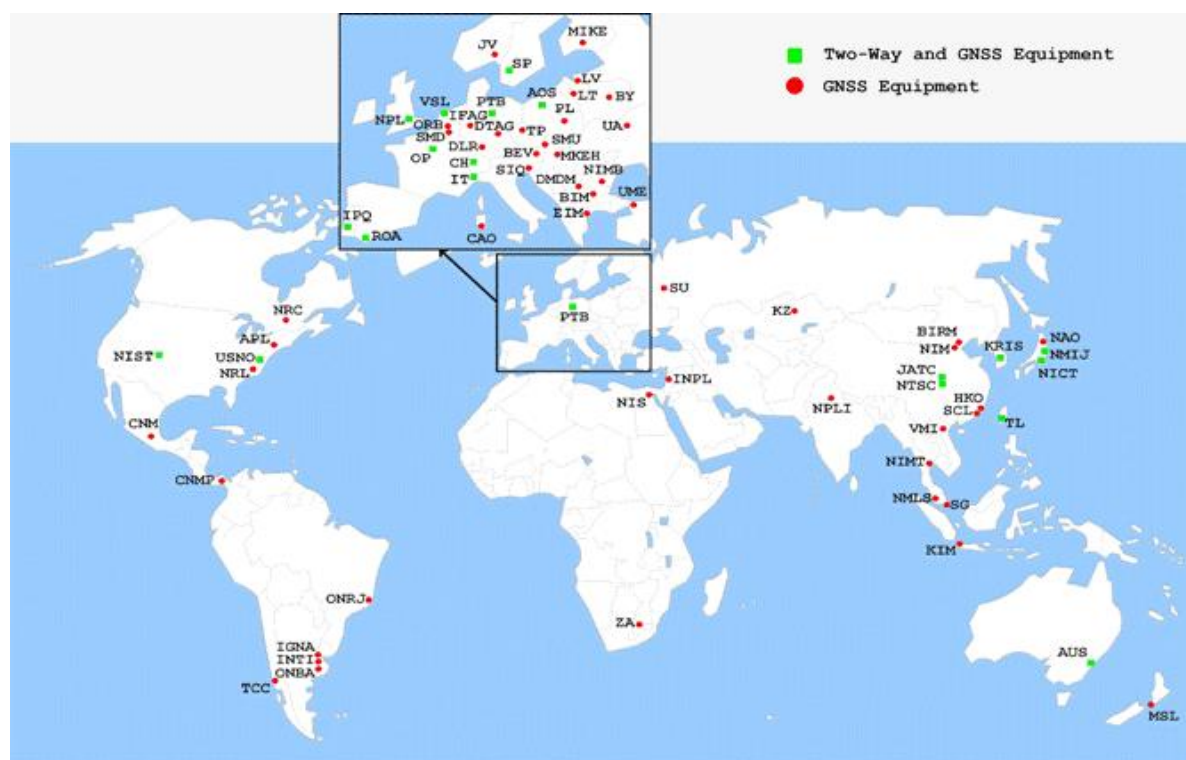 MIKE
JV
SP
Two-Way and GNSS Equipment
GNSS Equipment
LV
LT
BY
AOS
PL
VSL
PTB
NPL
IFAG
ORB
DTAG
TP
UA
SMD
SMU
OP
DLR
BEV
MKEH
CH
SIQ
NIMB
IT
DMDM
UME
BIM
EIM
IPQ
ROA
CAO
SU
PTB
KZ
NRC
APL
NIST
USNO
NRL
BIRM
NIM
KRIS
NAO
NMIJ
NICT
JATC
NTSC
INPL
NIS
NPLI
HKO
SCL
TL
CNM
VMI
NIMT
CNMP
NMLS
SG
KIM
ONRJ
ZA
IGNA
INTI
ONBA
TCC
AUS
MSL